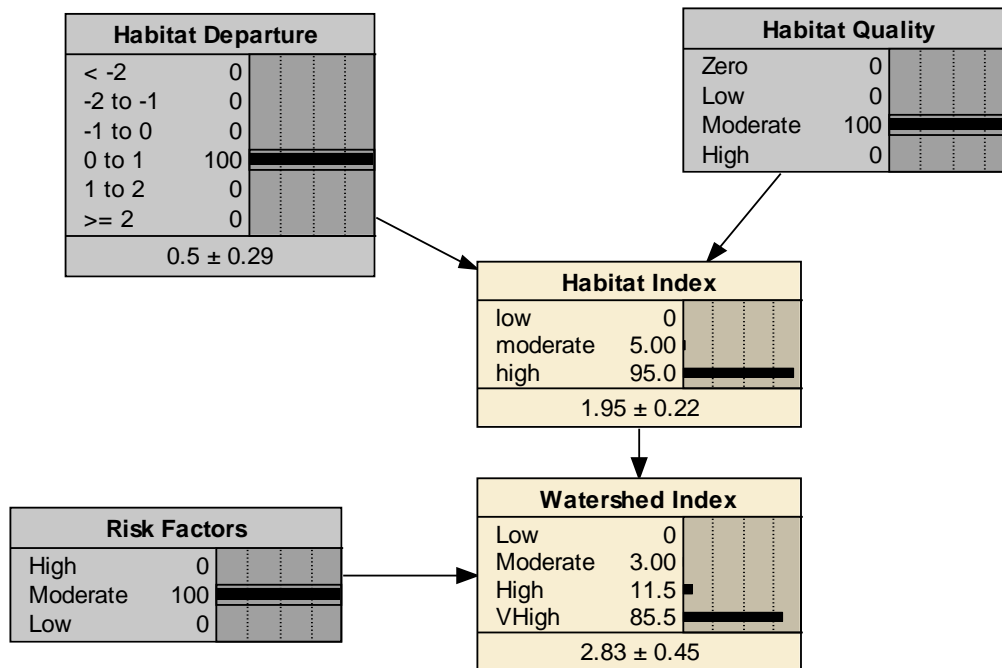 Habitat Departure
< -2 0
-2 to -1 0
-1 to 0 0
0 to 1 100
1 to 2 0
>= 2 0
0.5 ± 0.29
Habitat Quality
Zero 0
Low 0
Moderate 100
High 0
Habitat Index
low 0
moderate 5.00
high 95.0
1.95 ± 0.22
Risk Factors
High 0
Moderate 100
Low 0
Watershed Index
Low 0
Moderate 3.00
High 11.5
VHigh 85.5
2.83 ± 0.45